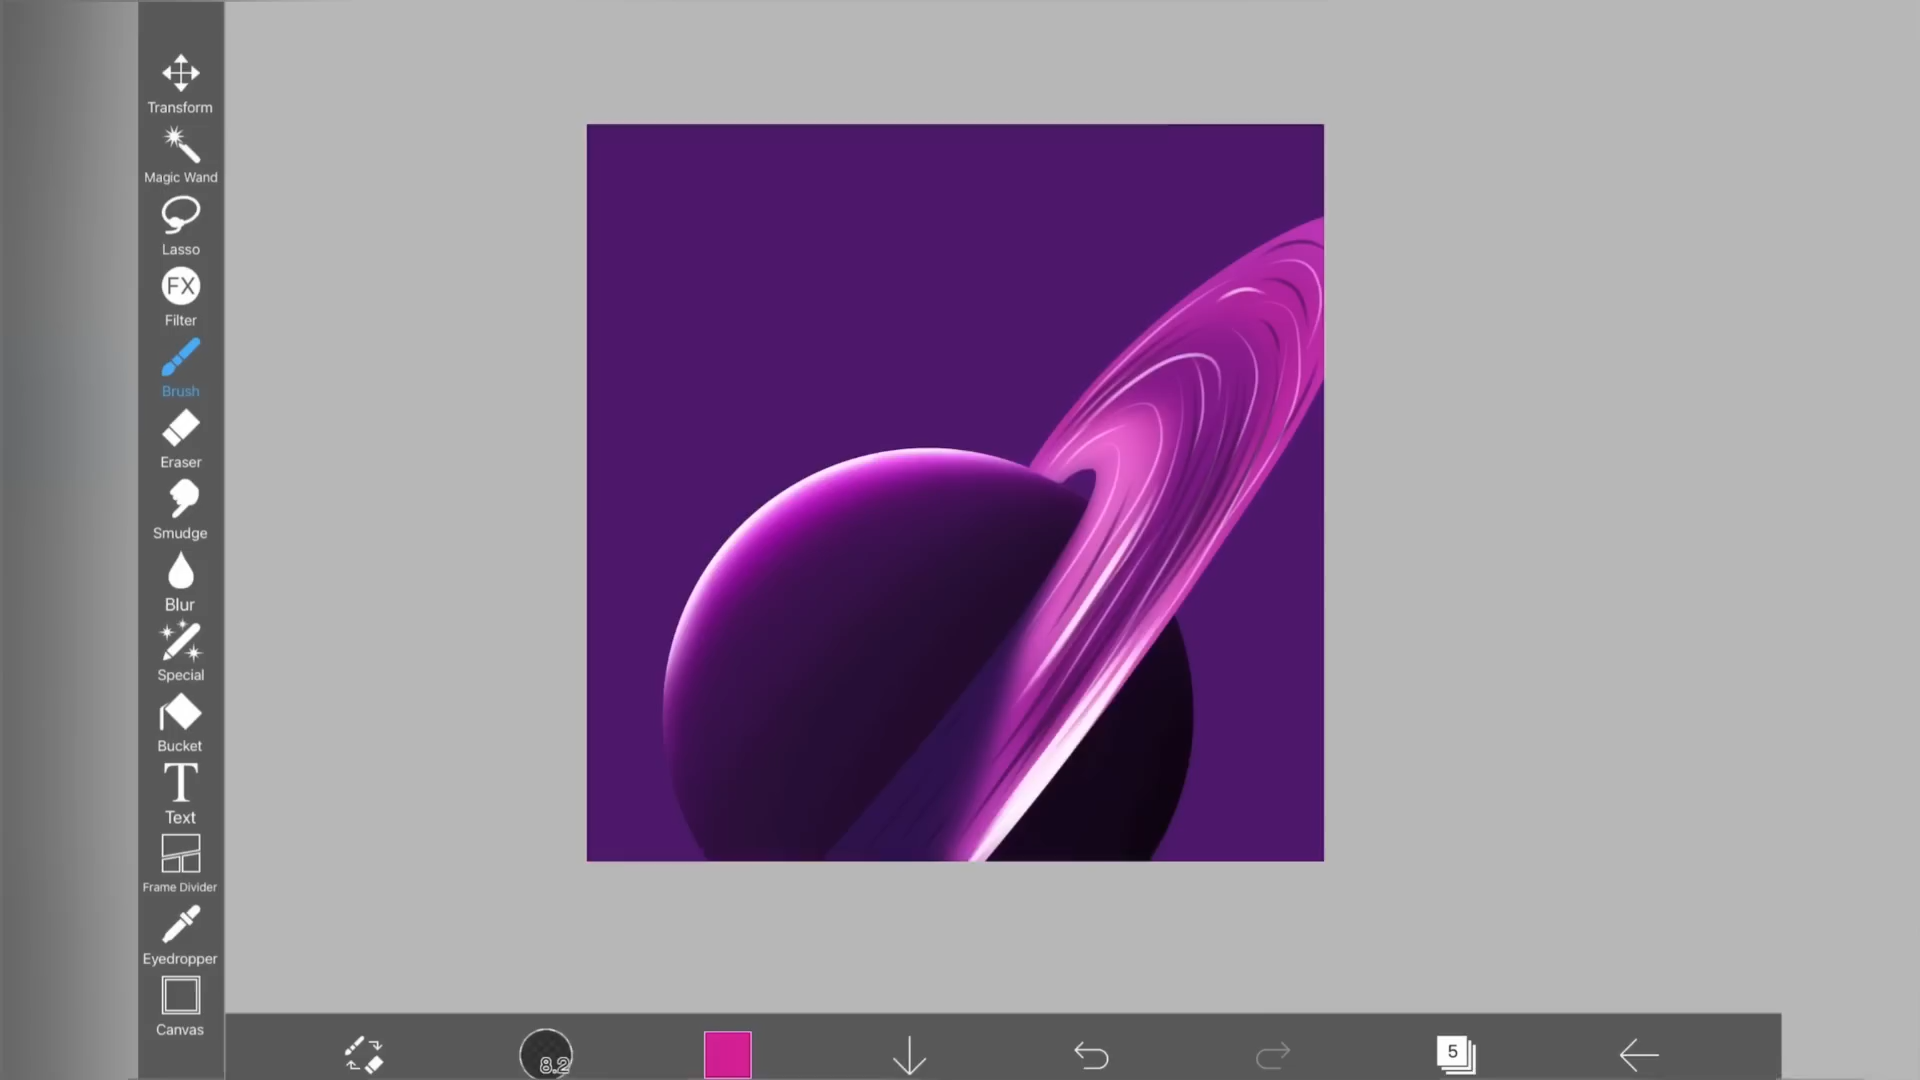 Transform
Magic Wand
Lasso
FX
Filter
Brush
Eraser
Smudge
Blur
Special
Bucket
T
Text
Frame Divider
Eyedropper
Canvas
8.2
5